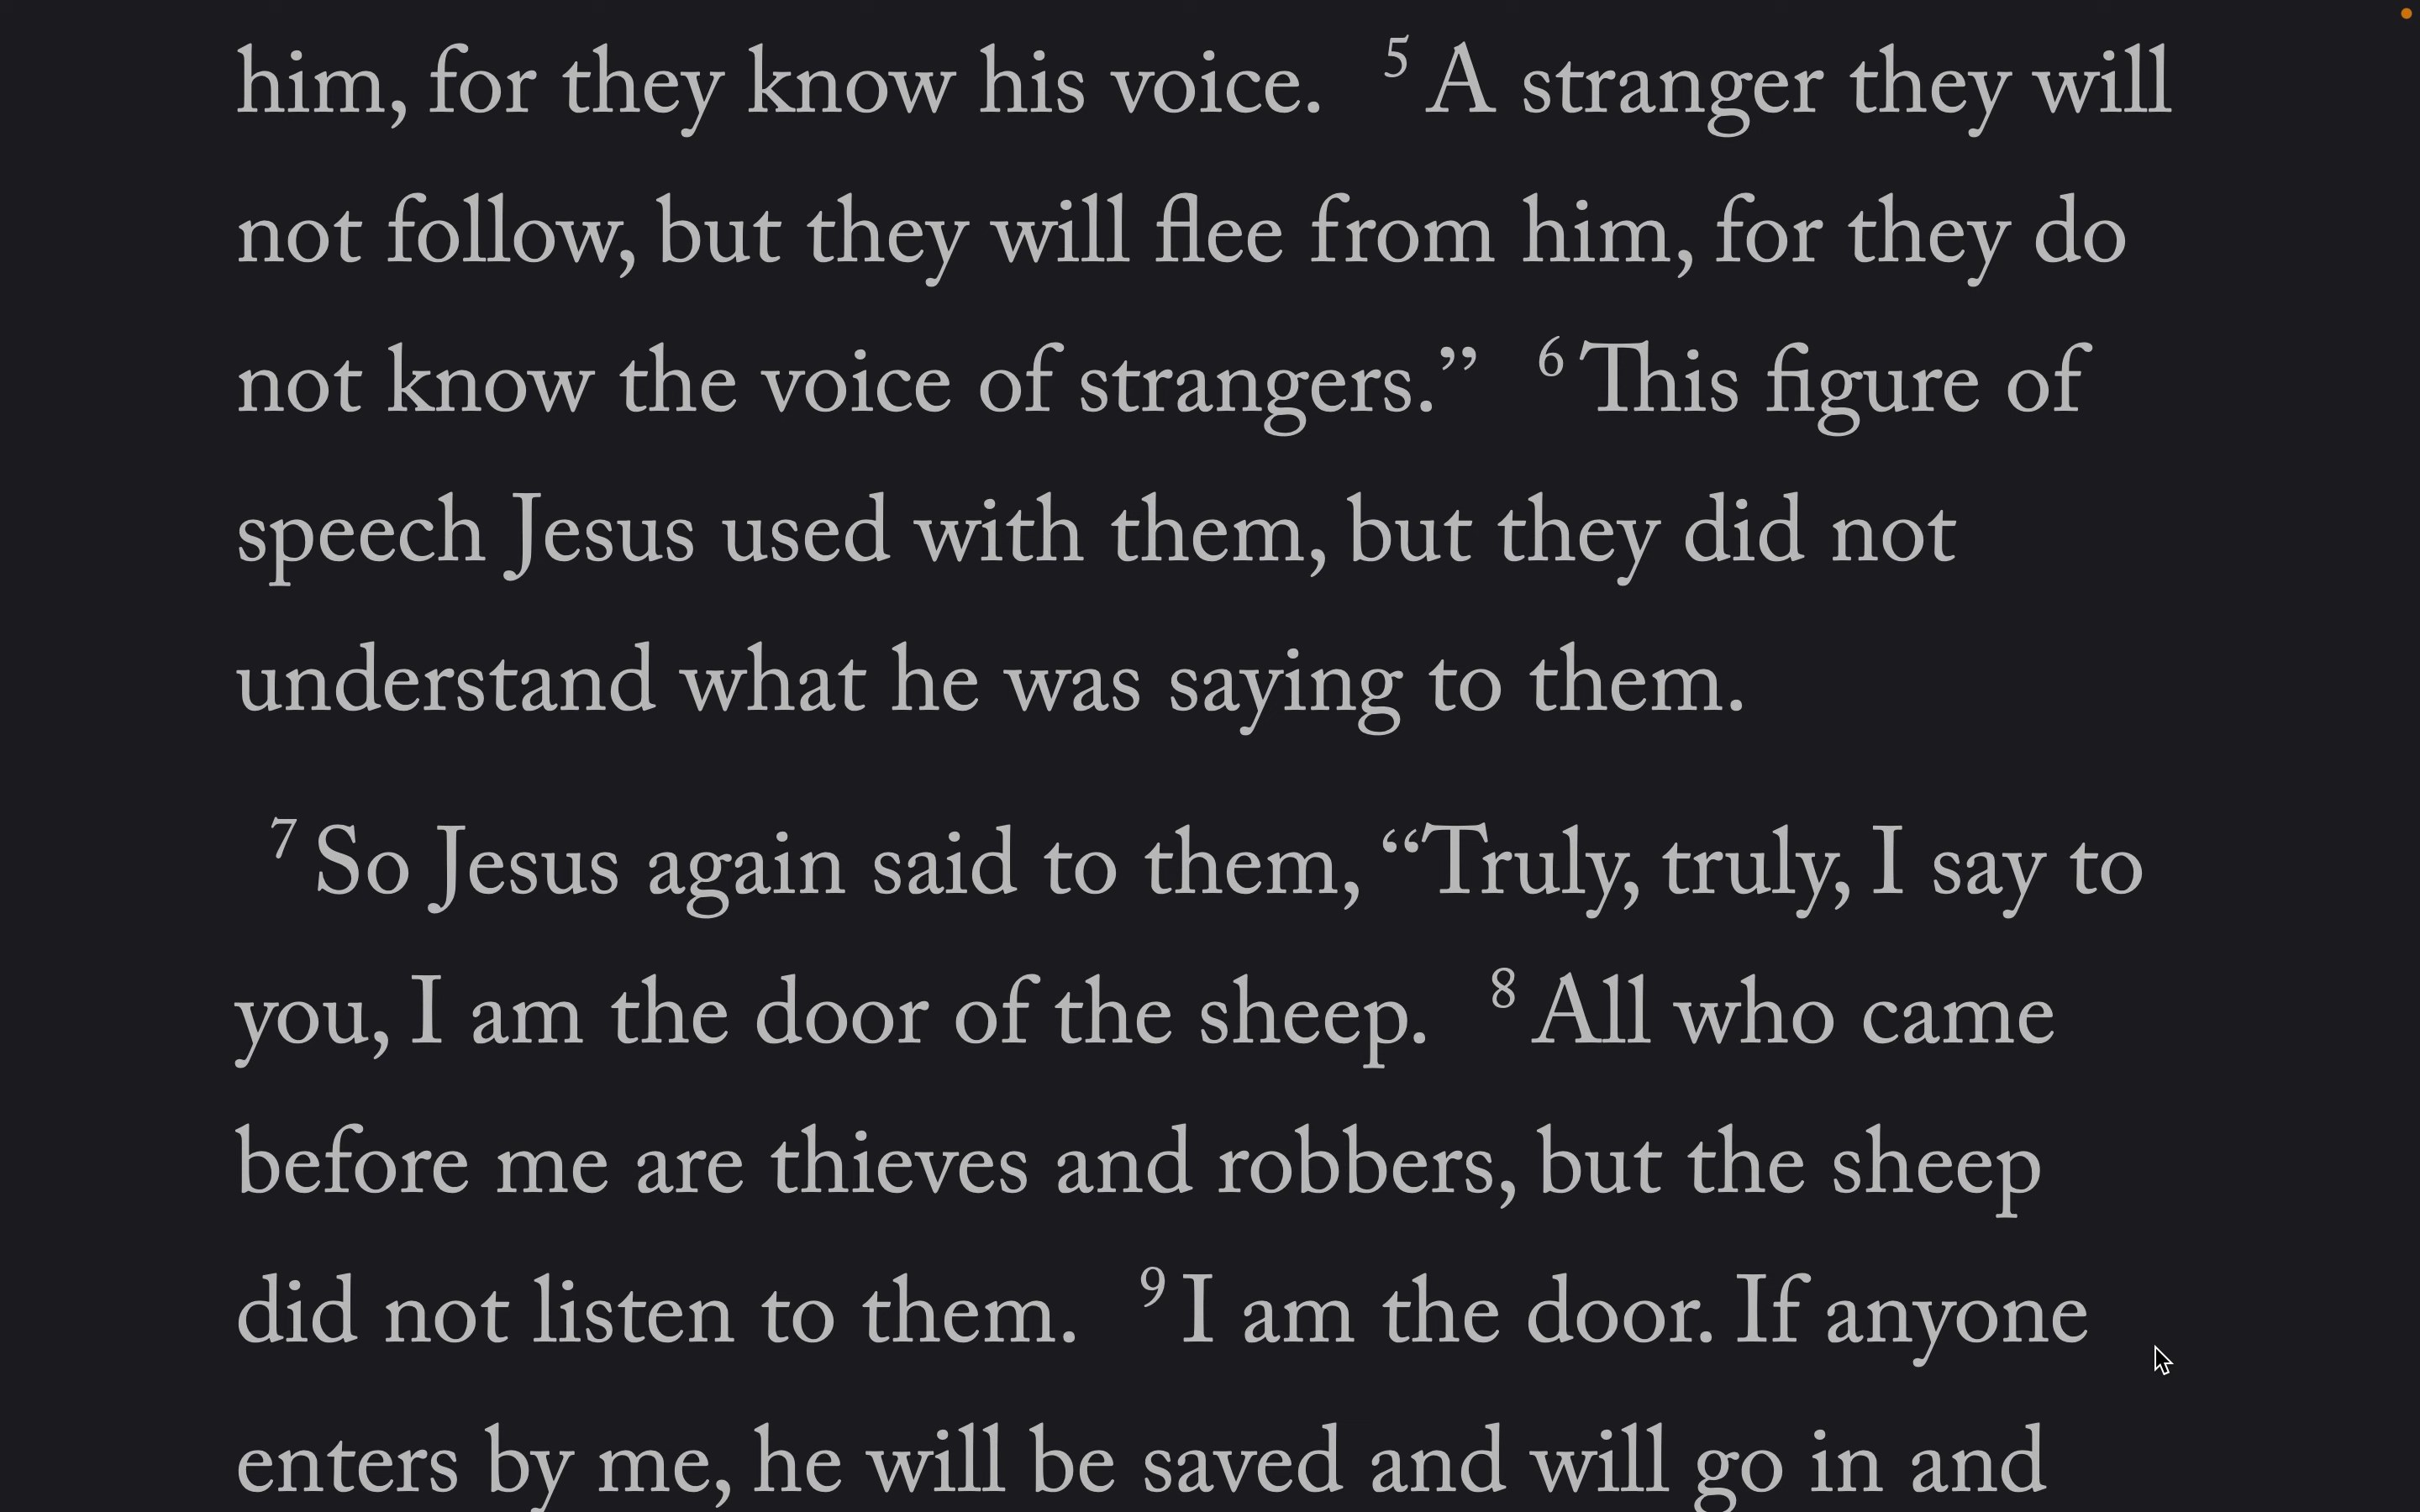 him, for they know his voice. 5 A stranger they will
not follow, but they will flee from him, for they do
not know the voice of strangers.” 6 This figure of
speech Jesus used with them, but they did not
understand what he was saying to them.
7 So Jesus again said to them, “Truly, truly, I say to
you, I am the door of the sheep. 8 All who came
before me are thieves and robbers, but the sheep
did not listen to them. 9 I am the door. If anyone
enters by me, he will be saved and will go in and